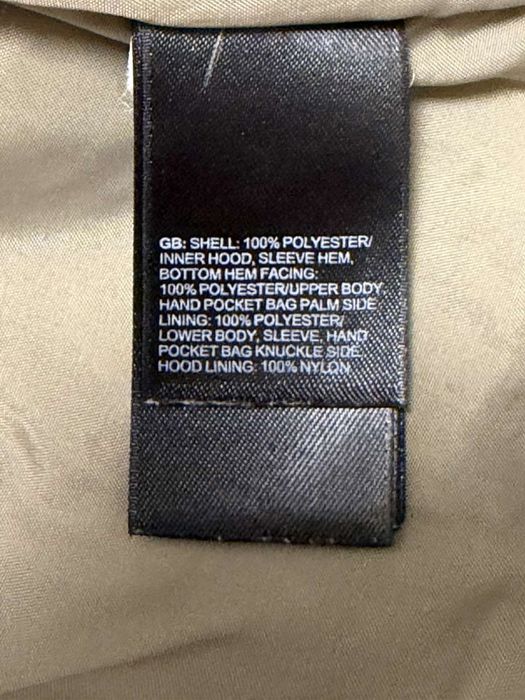 GB: SHELL: 100% POLYESTER/
INNER HOOD, SLEEVE HEM,
BOTTOM HEM FACING:
100% POLYESTER/UPPER BODY,
HAND POCKET BAG PALM SIDE
LINING: 100% POLYESTER/
LOWER BODY, SLEEVE, HAND
POCKET BAG KNUCKLE SIDE
HOOD LINING: 100% NYLON